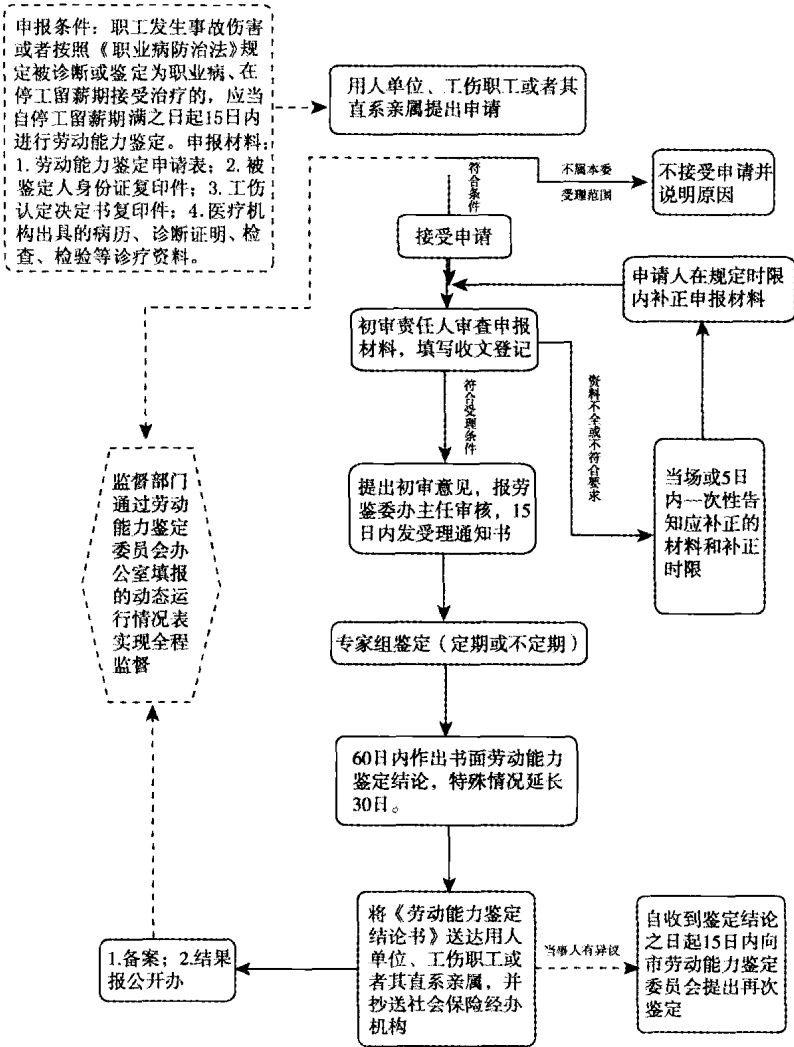 申报条件：职工发生事故伤害
或者按照《职业病防治法》规
定被诊断或鉴定为职业病、在
停工留薪期接受治疗的，应当
自停工留薪期满之日起15日内
进行劳动能力鉴定。申报材料：
1.劳动能力鉴定申请表；2.被
鉴定人身份证复印件；3.工伤
认定决定书复印件；4.医疗机
构出具的病历、诊断证明、检
查、检验等诊疗资料。
用人单位、工伤职工或者其
直系亲属提出申请
符合条件
不属本委
受理范围
不接受申请并
说明原因
接受申请
申请人在规定时限
内补正申报材料
初审责任人审查申报
材料，填写收文登记
符合受理条件
资料不全或不符合要求
当场或5日
内一次性告
知应补正的
材料和补正
时限
提出初审意见，报劳
鉴委办主任审核，15
日内发受理通知书
监督部门
通过劳动
能力鉴定
委员会办
公室填报
的动态运
行情况表
实现全程
监督
专家组鉴定（定期或不定期）
60日内作出书面劳动能力
鉴定结论，特殊情况延长
30日。
将《劳动能力鉴定
结论书》送达用人
单位、工伤职工或
者其直系亲属，并
抄送社会保险经办
机构
当事人有异议
自收到鉴定结论
之日起15日内向
市劳动能力鉴定
委员会提出再次
鉴定
1.备案；2.结果
报公开办